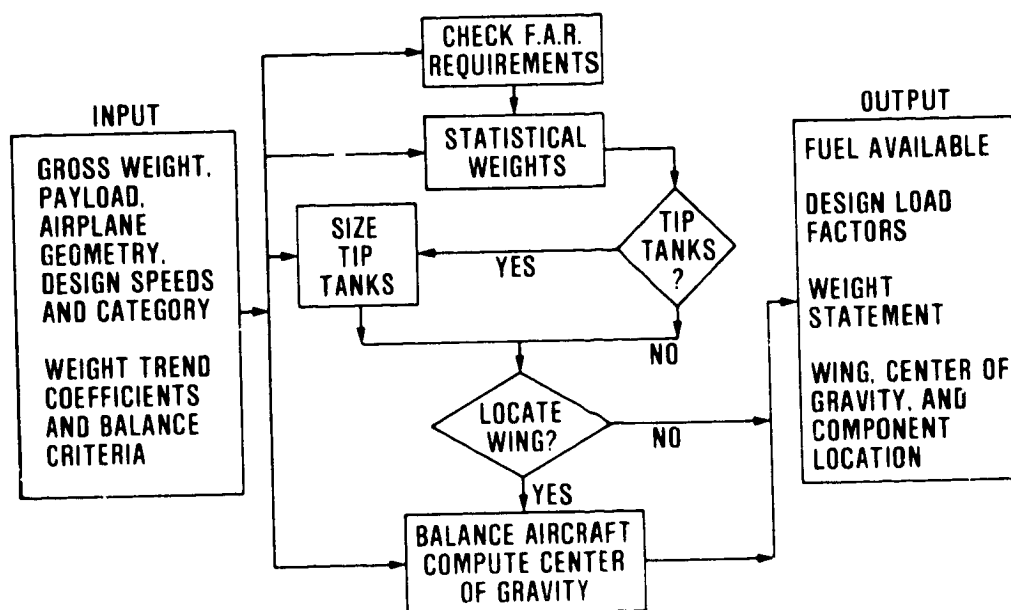 INPUT
GROSS WEIGHT,
PAYLOAD,
AIRPLANE
GEOMETRY,
DESIGN SPEEDS
AND CATEGORY
WEIGHT TREND
COEFFICIENTS
AND BALANCE
CRITERIA
CHECK F.A.R.
REQUIREMENTS
STATISTICAL
WEIGHTS
SIZE
TIP
TANKS
YES
TIP
TANKS
?
NO
LOCATE
WING?
NO
YES
BALANCE AIRCRAFT
COMPUTE CENTER
OF GRAVITY
OUTPUT
FUEL AVAILABLE
DESIGN LOAD
FACTORS
WEIGHT
STATEMENT
WING, CENTER OF
GRAVITY, AND
COMPONENT
LOCATION